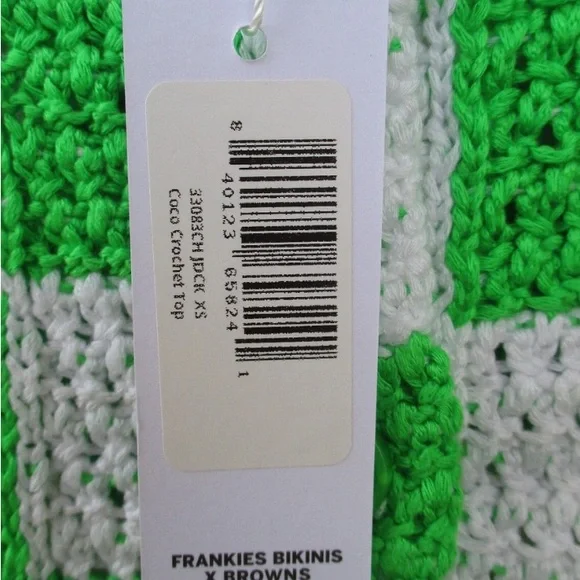 8 40123 65824 1
33083CH JDCK XS
Coco Crochet Top
FRANKIES BIKINIS
X BROWNS